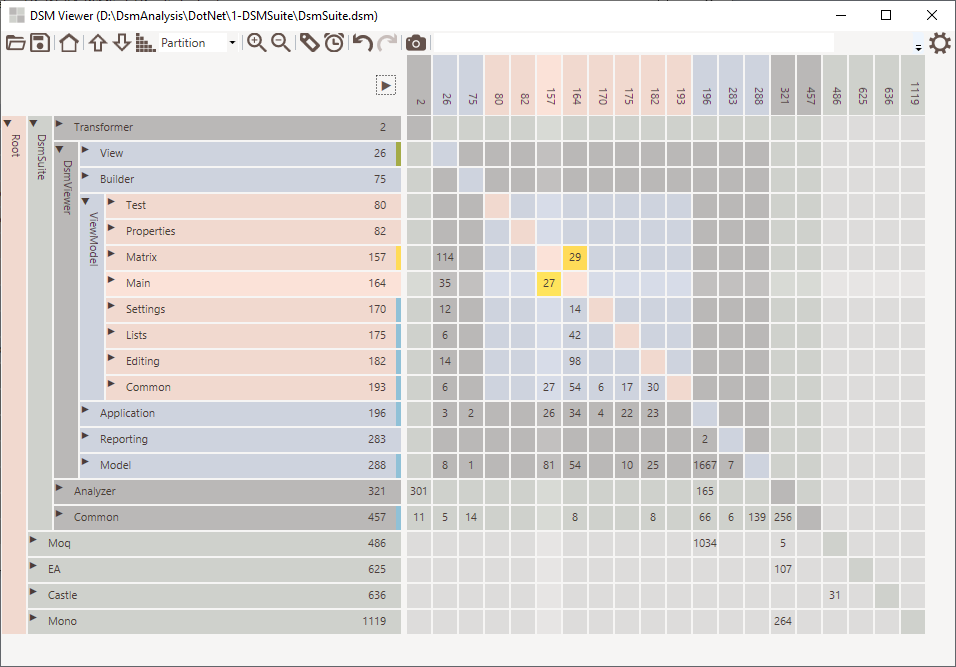 DSM Viewer (D:\DsmAnalysis\DotNet\1-DSMSuite\DsmSuite.dsm)
Partition
2 26 75 80 82 157 164 170 175 182 193 196 283 288 321 457 486 625 636 1119
Root
DsmSuite
Transformer 2
DsmViewer
View 26
Builder 75
ViewModel
Test 80
Properties 82
Matrix 157 114 29
Main 164 35 27
Settings 170 12 14
Lists 175 6 42
Editing 182 14 98
Common 193 6 27 54 6 17 30
Application 196 3 2 26 34 4 22 23
Reporting 283 2
Model 288 8 1 81 54 10 25 1667 7
Analyzer 321 301 165
Common 457 11 5 14 8 8 66 6 139 256
Moq 486 1034 5
EA 625 107
Castle 636 31
Mono 1119 264